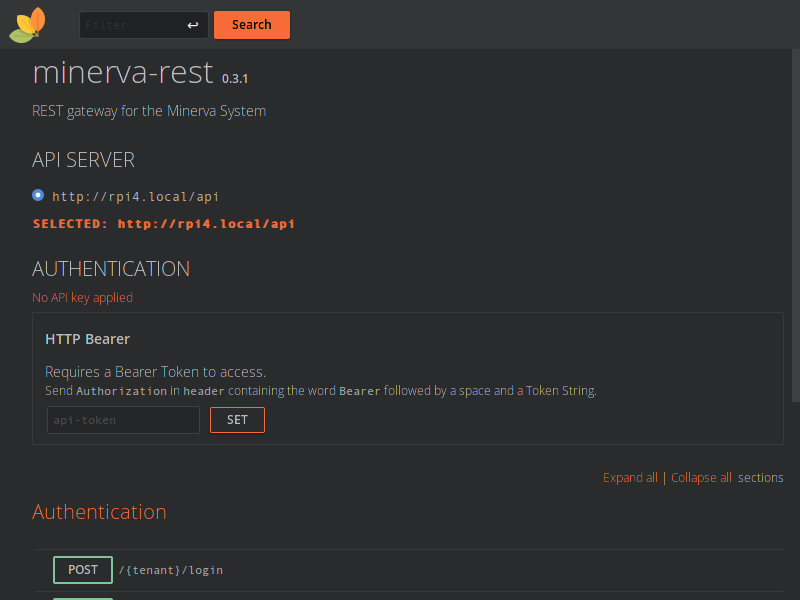 Filter ↩ Search
minerva-rest 0.3.1
REST gateway for the Minerva System
API SERVER
http://rpi4.local/api
SELECTED: http://rpi4.local/api
AUTHENTICATION
No API key applied
HTTP Bearer
Requires a Bearer Token to access.
Send Authorization in header containing the word Bearer followed by a space and a Token String.
api-token SET
Expand all | Collapse all sections
Authentication
POST /{tenant}/login